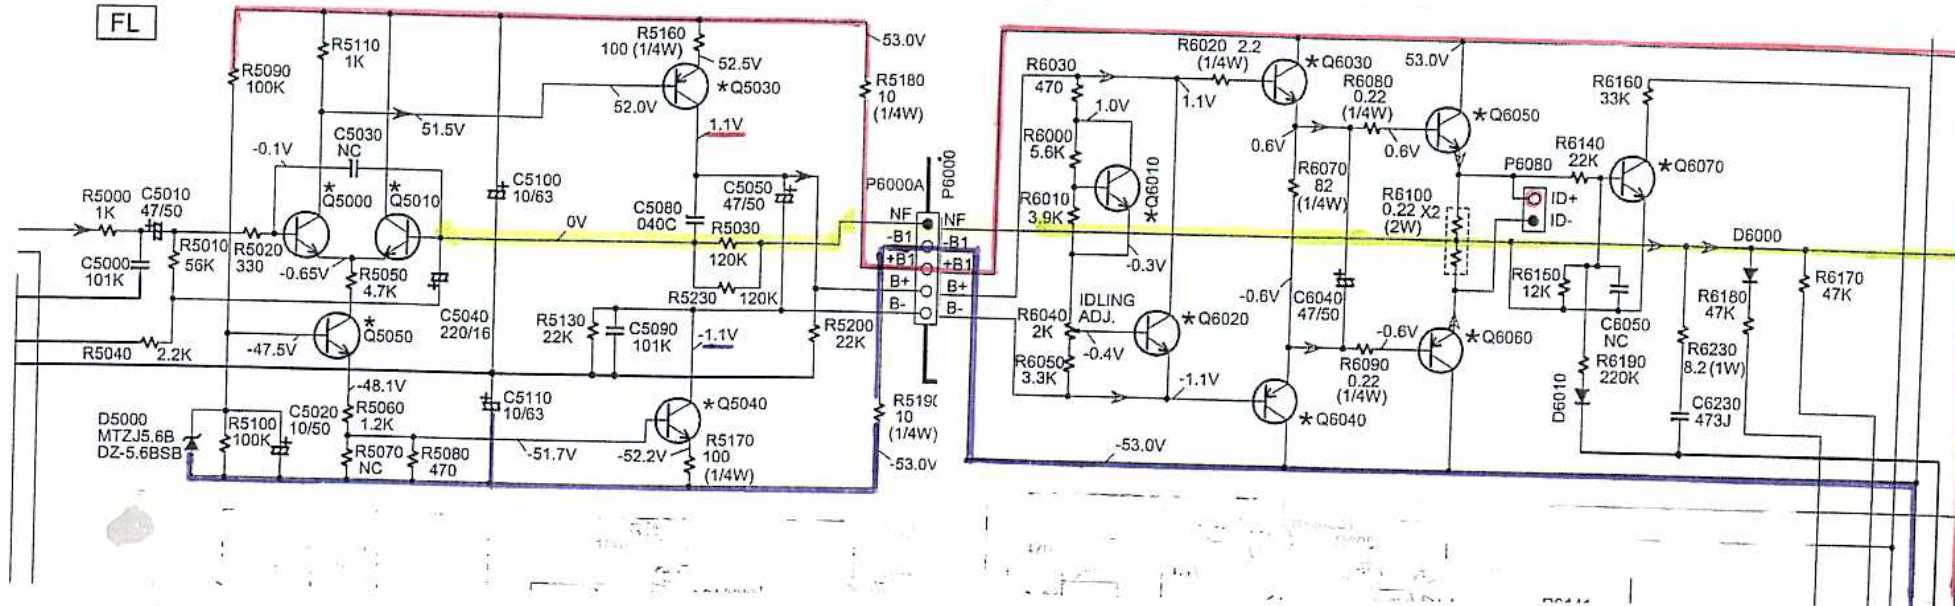 FL
R5090
100K
R5110
1K
-0.1V
C5030
NC
51.5V
R5160
100 (1/4W)
52.5V
*Q5030
52.0V
1.1V
53.0V
R5180
10
(1/4W)
R5000
1K
C5010
47/50
C5000
101K
R5010
56K
R5020
330
*
Q5000
*
Q5010
-0.65V
R5050
4.7K
C5100
10/63
0V
C5080
040C
C5050
47/50
R5030
120K
R5230
120K
P6000A
P6000
NF
-B1
+B1
B+
B-
NF
-B1
+B1
B+
B-
R5040
2.2K
-47.5V
*
Q5050
C5040
220/16
R5130
22K
C5090
101K
-1.1V
R5200
22K
-48.1V
R5060
1.2K
C5110
10/63
*Q5040
R5190
10
(1/4W)
D5000
MTZJ5.6B
DZ-5.6BSB
R5100
100K
C5020
10/50
R5070
NC
R5080
470
-51.7V
-52.2V
R5170
100
(1/4W)
-53.0V
R6030
470
1.0V
1.1V
R6020 2.2
(1/4W)
*Q6030
R6000
5.6K
R6010
3.9K
*Q6010
-0.3V
0.6V
R6080
0.22
(1/4W)
0.6V
53.0V
*Q6050
R6070
82
(1/4W)
R6100
0.22 X2
(2W)
P6080
ID+
ID-
R6140
22K
R6160
33K
*Q6070
IDLING
ADJ.
R6040
2K
-0.4V
R6050
3.3K
*Q6020
-0.6V
C6040
47/50
-0.6V
R6090
0.22
(1/4W)
*Q6060
-1.1V
*Q6040
-53.0V
R6150
12K
C6050
NC
R6190
220K
D6010
D6000
R6180
47K
R6170
47K
R6230
8.2 (1W)
C6230
473J